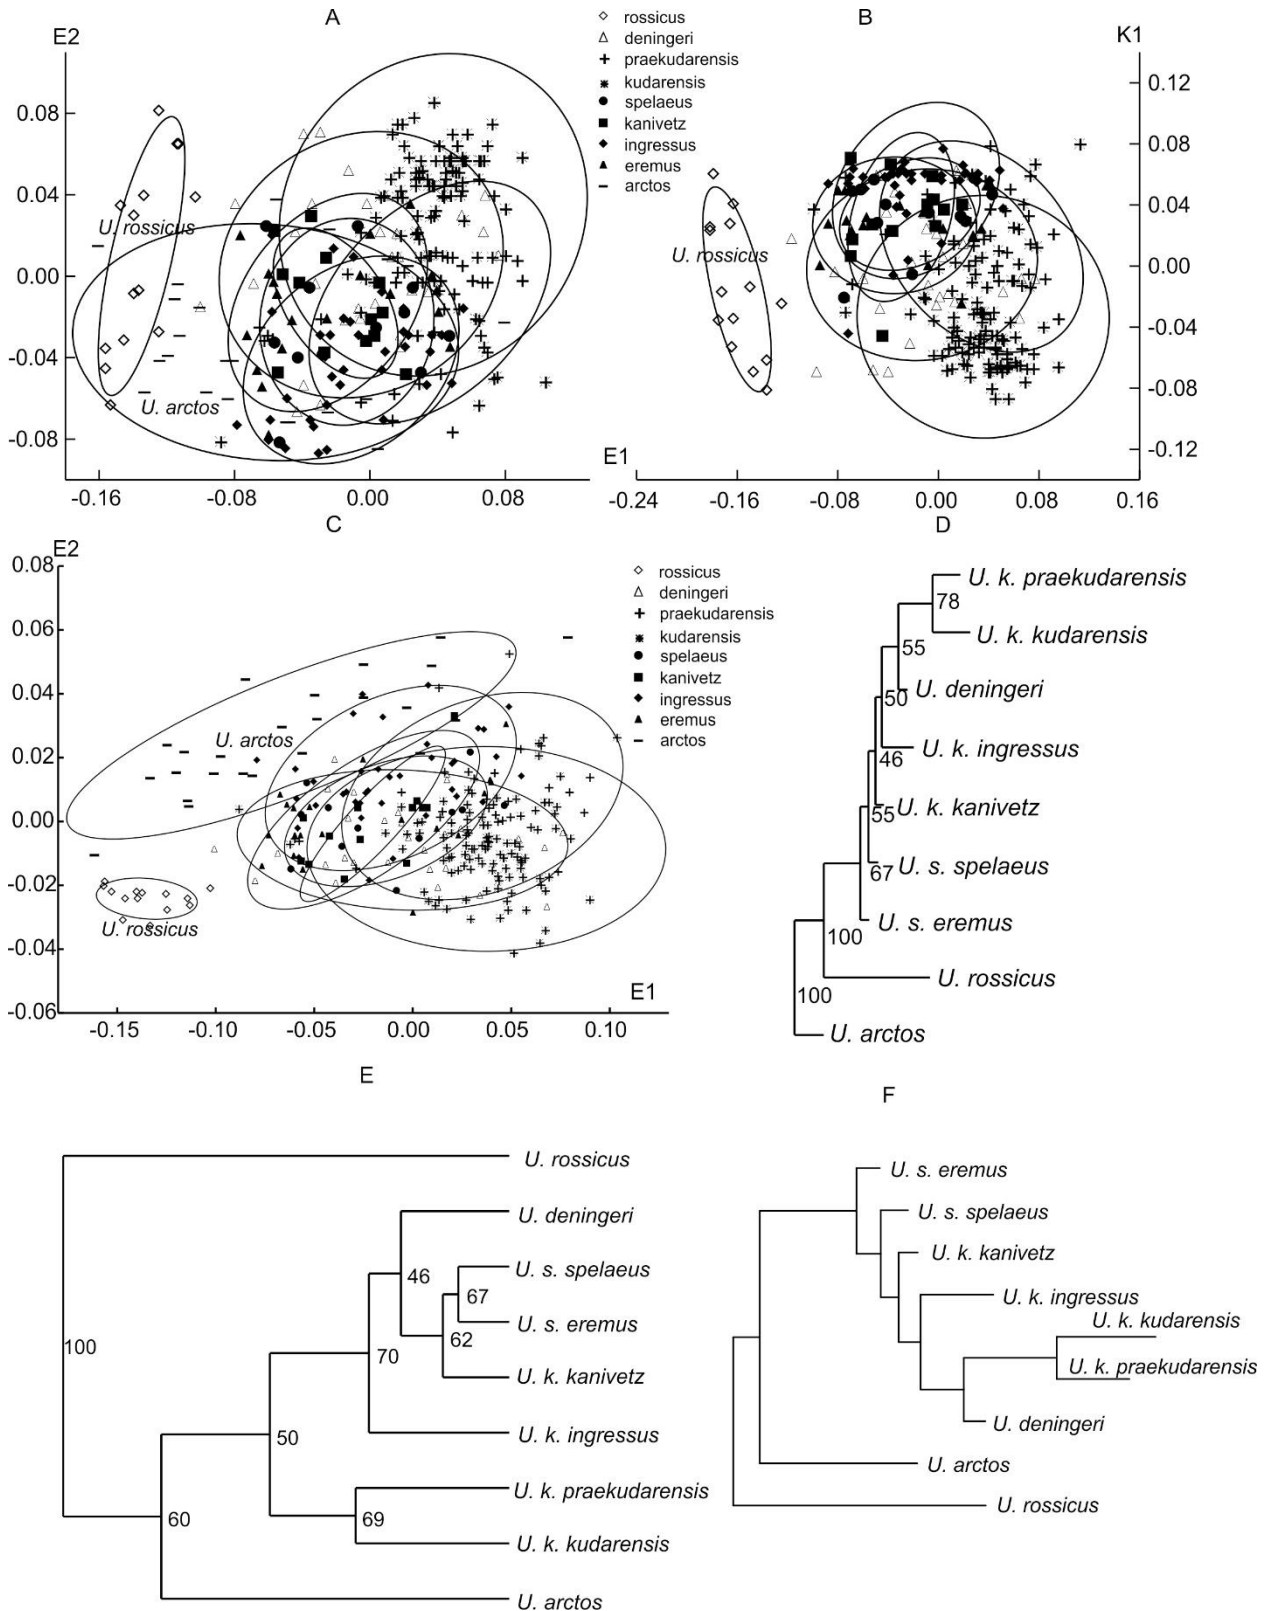 A
B
E2
K1
rossicus
deningeri
praekudarensis
kudarensis
spelaeus
kanivetz
ingressus
eremus
arctos
0.08
0.04
0.00
-0.04
-0.08
U. rossicus
U. arctos
E1
-0.16
-0.08
0.00
0.08
U. rossicus
0.12
0.08
0.04
0.00
-0.04
-0.08
-0.12
-0.24
-0.16
-0.08
0.00
0.08
0.16
C
D
E2
0.08
0.06
0.04
0.02
0.00
-0.02
-0.04
-0.06
rossicus
deningeri
praekudarensis
kudarensis
spelaeus
kanivetz
ingressus
eremus
arctos
U. arctos
U. rossicus
E1
-0.15
-0.10
-0.05
0.00
0.05
0.10
U. k. praekudarensis
78
U. k. kudarensis
55
U. deningeri
50
U. k. ingressus
46
U. k. kanivetz
55
U. s. spelaeus
67
U. s. eremus
100
U. rossicus
100
U. arctos
E
F
U. rossicus
U. deningeri
46
U. s. spelaeus
67
U. s. eremus
62
100
70
U. k. kanivetz
U. k. ingressus
50
U. k. praekudarensis
60
69
U. k. kudarensis
U. arctos
U. s. eremus
U. s. spelaeus
U. k. kanivetz
U. k. ingressus
U. k. kudarensis
U. k. praekudarensis
U. deningeri
U. arctos
U. rossicus